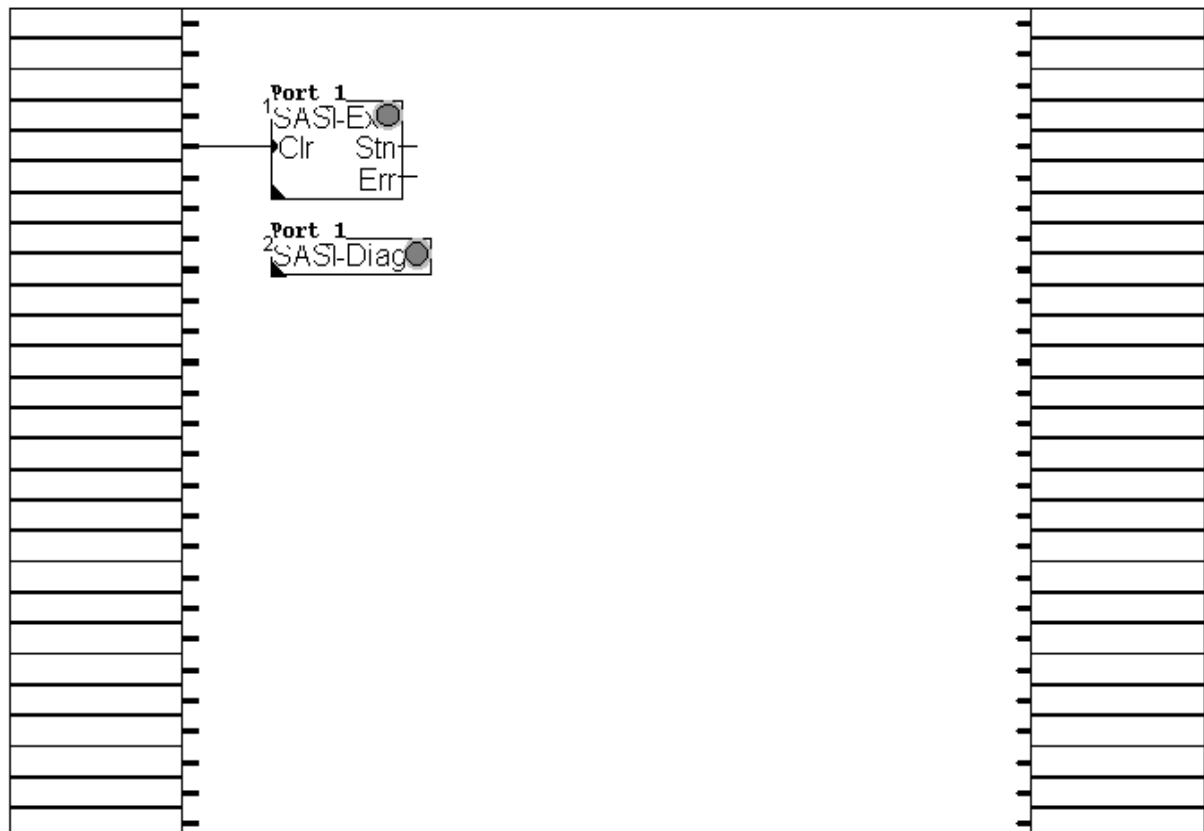 Port 1
1
SASI-Ex
Clr Stn
Err
Port 1
2
SASI-Diag